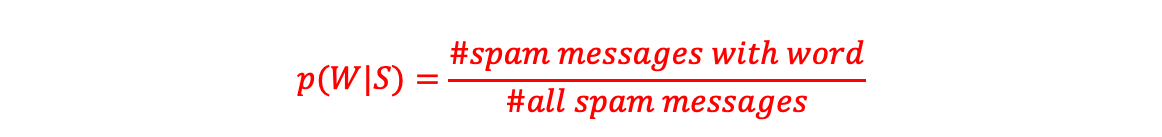 #spam messages with word
p(W|S) =
#all spam messages